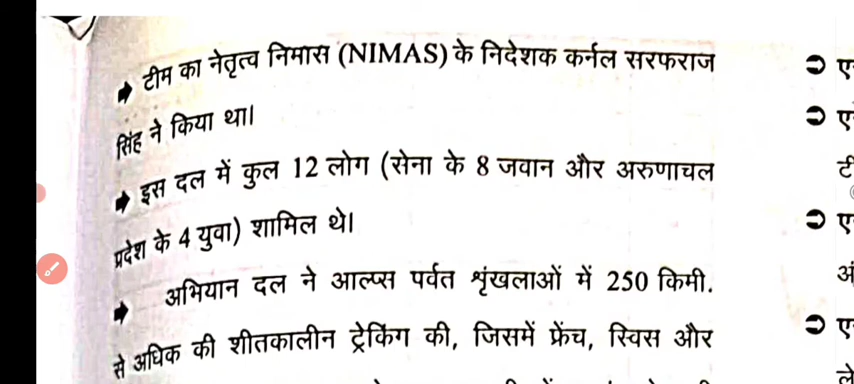 टीम का नेतृत्व निमास (NIMAS) के निदेशक कर्नल सरफराज
सिंह ने किया था।
इस दल में कुल 12 लोग (सेना के 8 जवान और अरुणाचल
प्रदेश के 4 युवा) शामिल थे।
अभियान दल ने आल्प्स पर्वत शृंखलाओं में 250 किमी.
से अधिक की शीतकालीन ट्रेकिंग की, जिसमें फ्रेंच, स्विस और